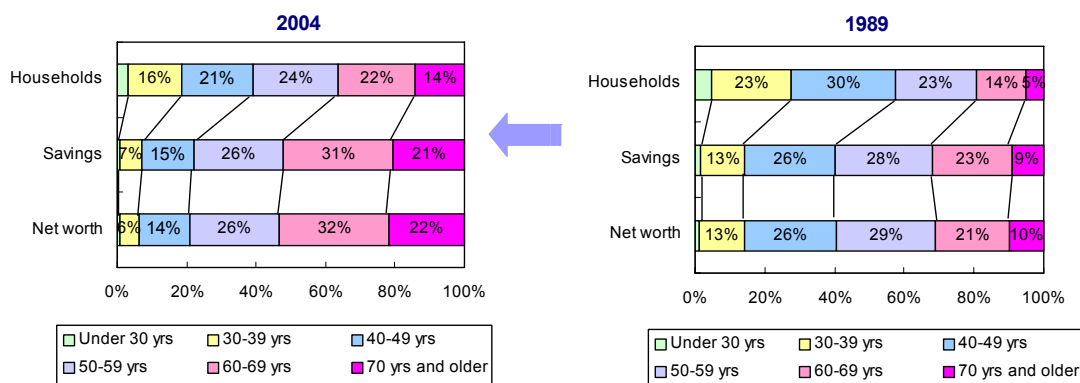 2004
Households 16% 21% 24% 22% 14%
Savings 7% 15% 26% 31% 21%
Net worth 6% 14% 26% 32% 22%
0% 20% 40% 60% 80% 100%
Under 30 yrs 30-39 yrs 40-49 yrs
50-59 yrs 60-69 yrs 70 yrs and older
1989
Households 23% 30% 23% 14% 5%
Savings 13% 26% 28% 23% 9%
Net worth 13% 26% 29% 21% 10%
0% 20% 40% 60% 80% 100%
Under 30 yrs 30-39 yrs 40-49 yrs
50-59 yrs 60-69 yrs 70 yrs and older